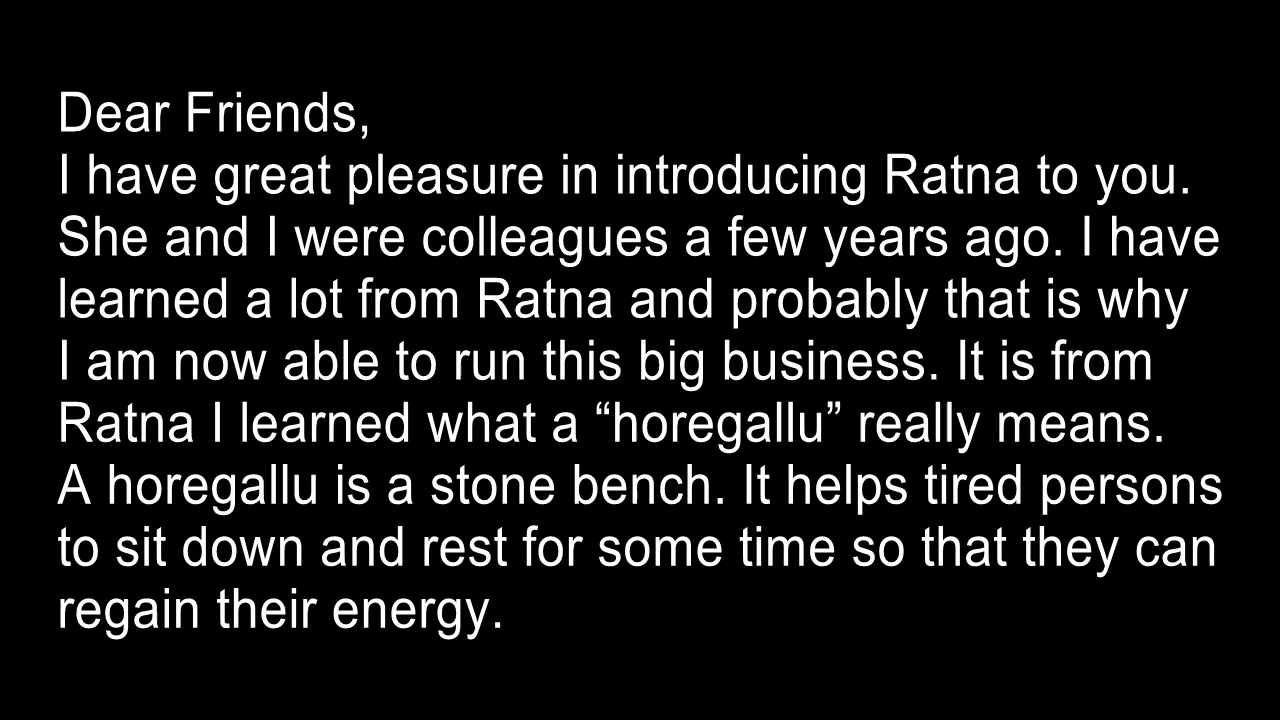 Dear Friends,
I have great pleasure in introducing Ratna to you.
She and I were colleagues a few years ago. I have
learned a lot from Ratna and probably that is why
I am now able to run this big business. It is from
Ratna I learned what a “horegallu” really means.
A horegallu is a stone bench. It helps tired persons
to sit down and rest for some time so that they can
regain their energy.